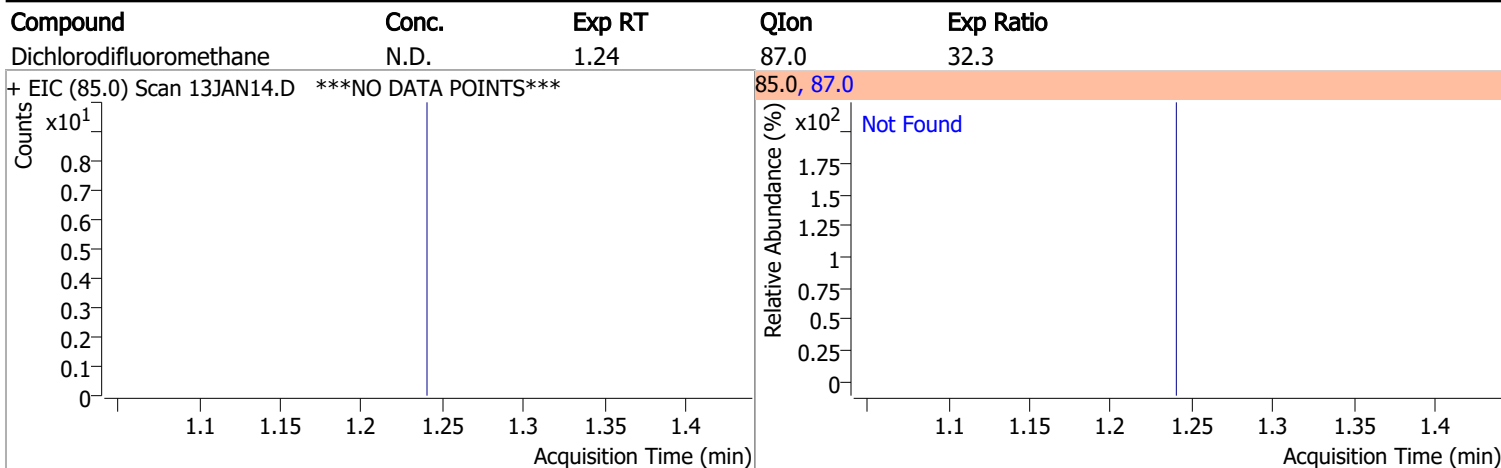 Compound Conc. Exp RT QIon Exp Ratio
Dichlorodifluoromethane N.D. 1.24 87.0 32.3
+ EIC (85.0) Scan 13JAN14.D ***NO DATA POINTS***
Counts
x10¹
0.8
0.7
0.6
0.5
0.4
0.3
0.2
0.1
0
1.1 1.15 1.2 1.25 1.3 1.35 1.4
Acquisition Time (min)
85.0, 87.0
Relative Abundance (%)
x10²
Not Found
1.75
1.5
1.25
1
0.75
0.5
0.25
0
1.1 1.15 1.2 1.25 1.3 1.35 1.4
Acquisition Time (min)